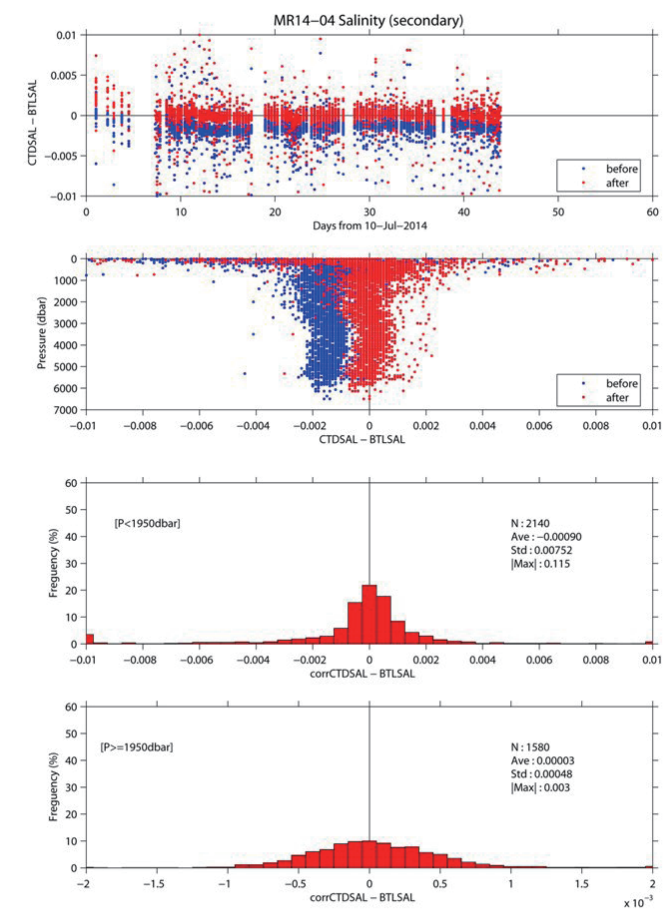 MR14−04 Salinity (secondary)
CTDSAL − BTLSAL
0.01
0.005
0
−0.005
−0.01
before
after
0 10 20 30 40 50 60
Days from 10−Jul−2014
Pressure (dbar)
0
1000
2000
3000
4000
5000
6000
7000
before
after
−0.01 −0.008 −0.006 −0.004 −0.002 0 0.002 0.004 0.006 0.008 0.01
CTDSAL − BTLSAL
Freguency (%)
60
50
40
30
20
10
0
[P<1950dbar]
N : 2140
Ave : −0.00090
Std : 0.00752
|Max| : 0.115
−0.01 −0.008 −0.006 −0.004 −0.002 0 0.002 0.004 0.006 0.008 0.01
corrCTDSAL − BTLSAL
Freguency (%)
60
50
40
30
20
10
0
[P>=1950dbar]
N : 1580
Ave : 0.00003
Std : 0.00048
|Max| : 0.003
−2 −1.5 −1 −0.5 0 0.5 1 1.5 2
corrCTDSAL − BTLSAL
x 10⁻³